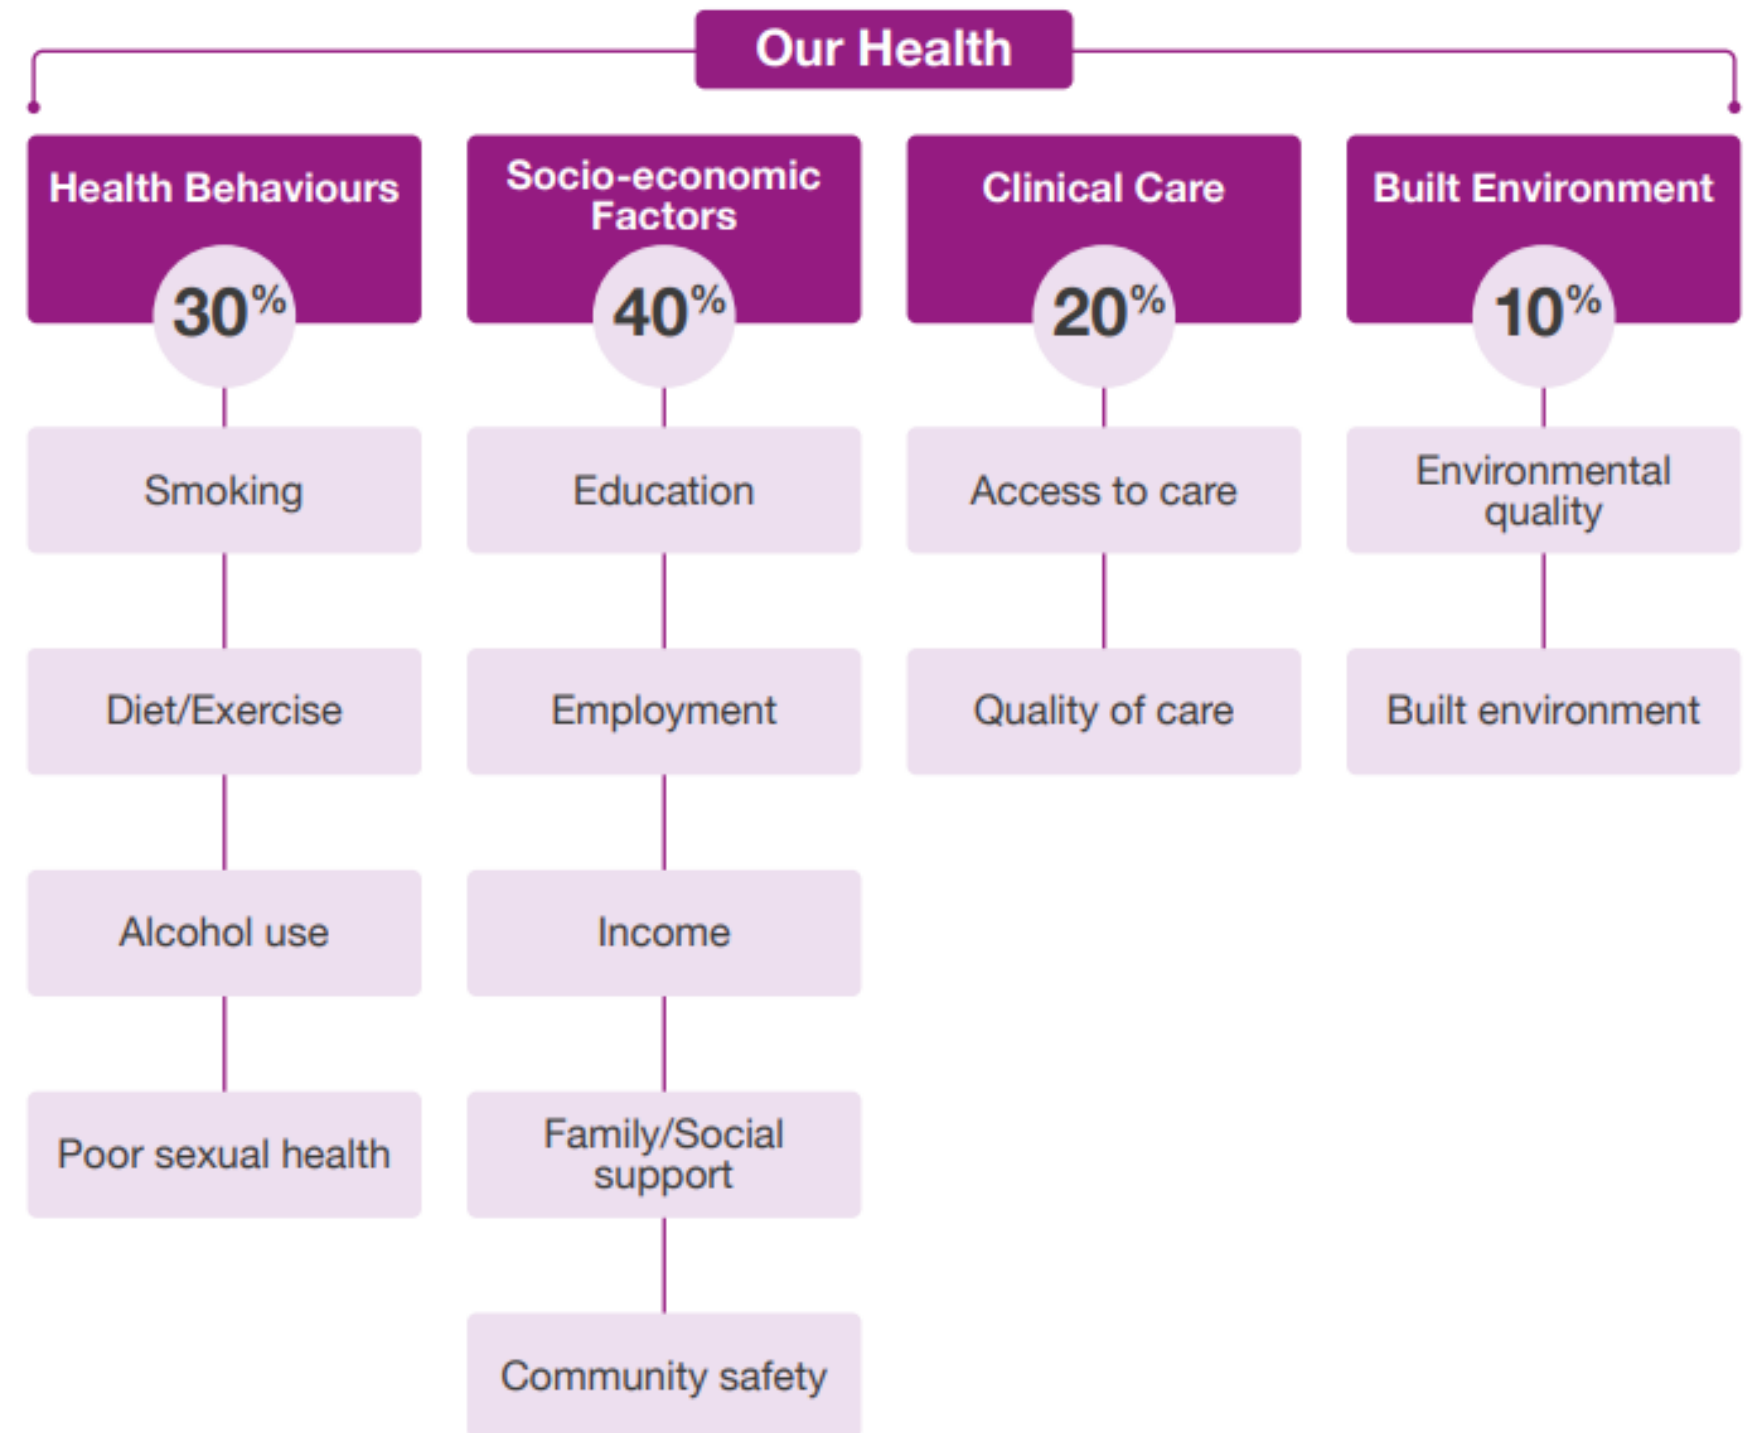 Our Health
Health Behaviours
30%
Smoking
Diet/Exercise
Alcohol use
Poor sexual health
Socio-economic
Factors
40%
Education
Employment
Income
Family/Social
support
Community safety
Clinical Care
20%
Access to care
Quality of care
Built Environment
10%
Environmental
quality
Built environment